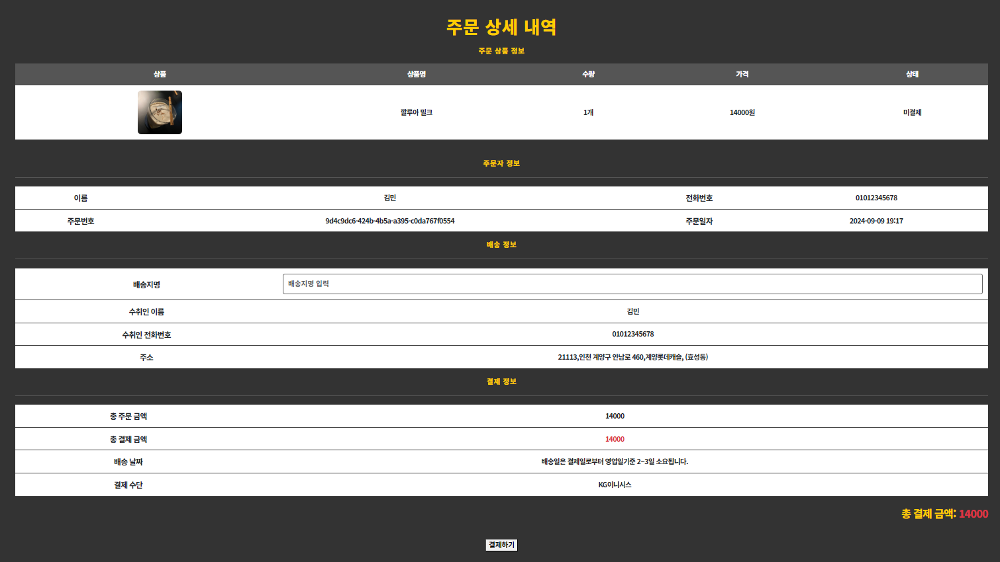 주문 상세 내역
주문 상품 정보
상품 상품명 수량 가격 상태
깔루아 밀크 1개 14000원 미결제
주문자 정보
이름 김민 전화번호 01012345678
주문번호 9d4c9dc6-424b-4b5a-a395-c0da767f0554 주문일자 2024-09-09 19:17
배송 정보
배송지명 배송지명 입력
수취인 이름 김민
수취인 전화번호 01012345678
주소 21113,인천 계양구 안남로 460,계양롯데캐슬, (효성동)
결제 정보
총 주문 금액 14000
총 결제 금액 14000
배송 날짜 배송일은 결제일로부터 영업일기준 2~3일 소요됩니다.
결제 수단 KG이니시스
총 결제 금액: 14000
결제하기